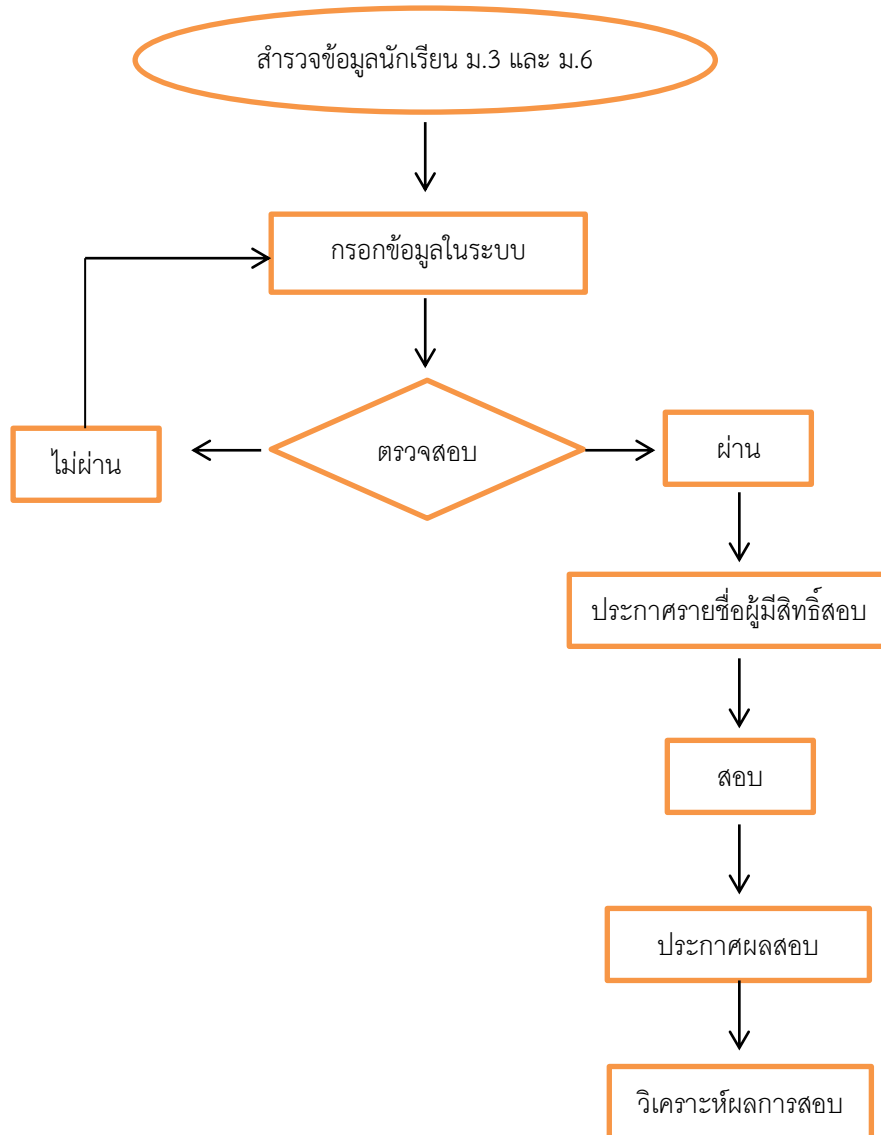 สำรวจข้อมูลนักเรียน ม.3 และ ม.6
กรอกข้อมูลในระบบ
ไม่ผ่าน
ตรวจสอบ
ผ่าน
ประกาศรายชื่อผู้มีสิทธิ์สอบ
สอบ
ประกาศผลสอบ
วิเคราะห์ผลการสอบ